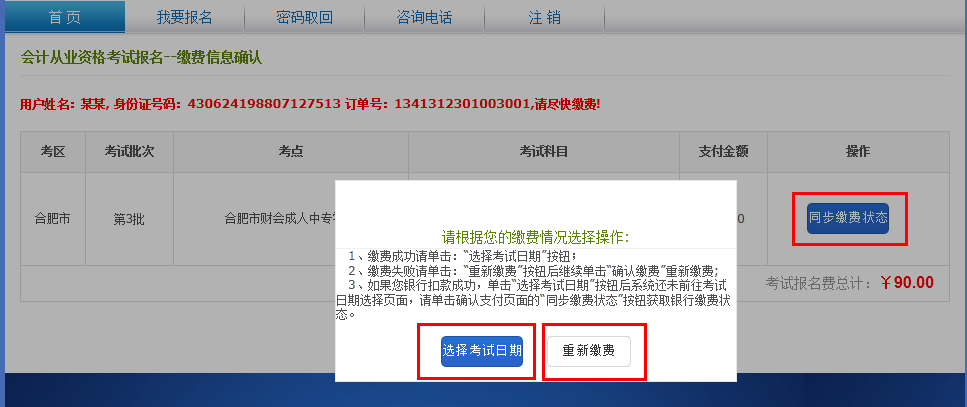 首 页 我要报名 密码取回 咨询电话 注 销
会计从业资格考试报名--缴费信息确认
用户姓名：某某, 身份证号码：430624198807127513 订单号：1341312301003001,请尽快缴费!
考区 考试批次 考点 考试科目 支付金额 操作
合肥市 第3批 合肥市财会成人中专 0 同步缴费状态
考试报名费总计： ￥90.00
请根据您的缴费情况选择操作:
1、缴费成功请单击：“选择考试日期”按钮；
2、缴费失败请单击：“重新缴费”按钮后继续单击“确认缴费”重新缴费;
3、如果您银行扣款成功，单击“选择考试日期”按钮后系统还未前往考试
日期选择页面，请单击确认支付页面的“同步缴费状态”按钮获取银行缴费状
态。
选择考试日期 重新缴费